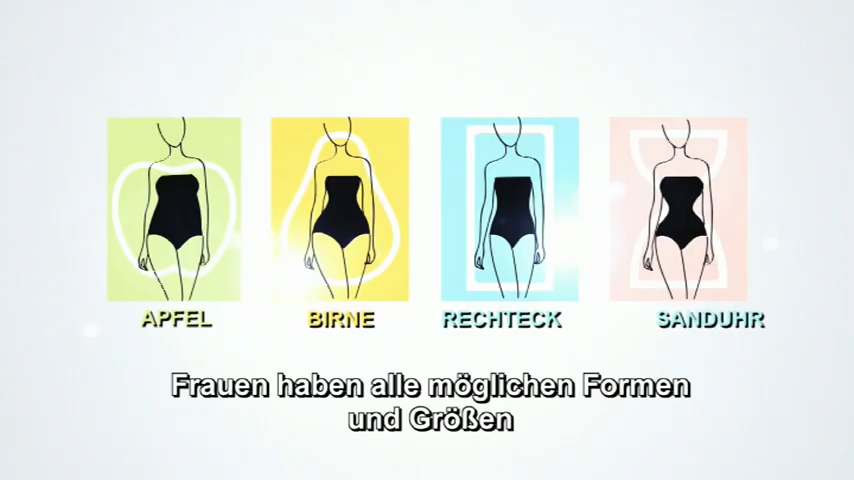 APFEL
BIRNE
RECHTECK
SANDUHR
Frauen haben alle möglichen Formen
und Größen